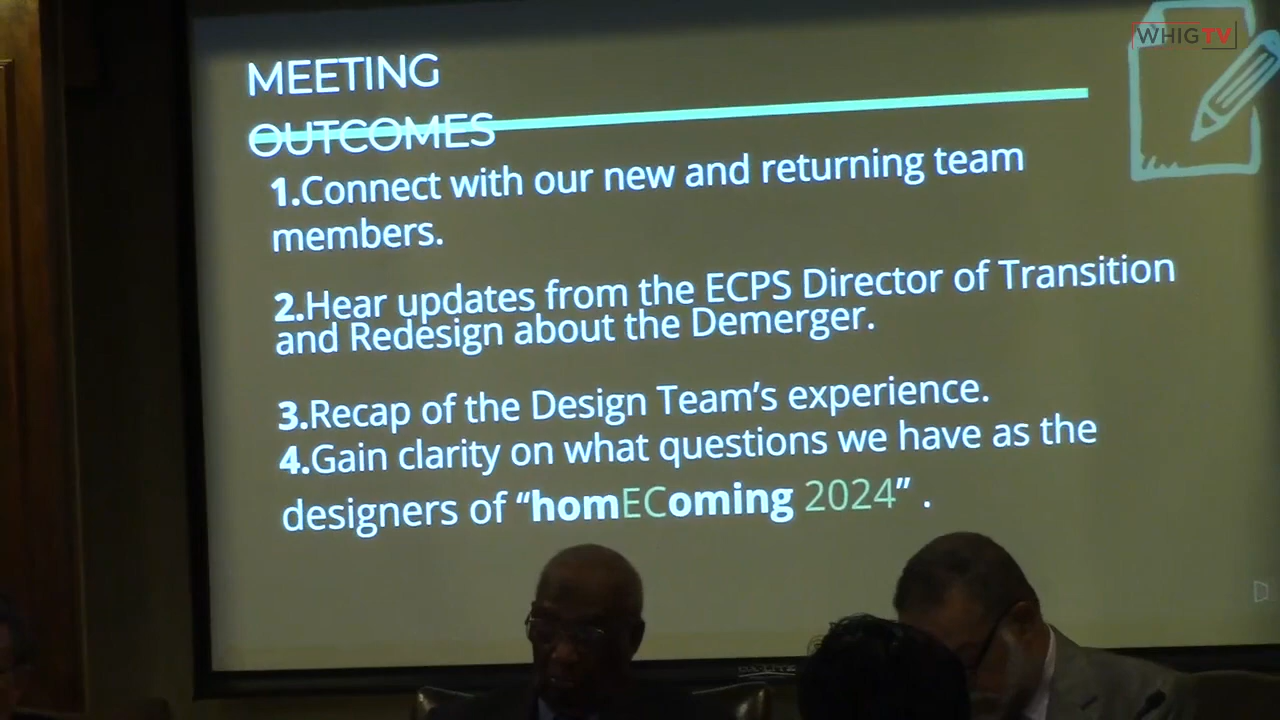 WHIGTV
MEETING
OUTCOMES
1.Connect with our new and returning team
members.
2.Hear updates from the ECPS Director of Transition
and Redesign about the Demerger.
3.Recap of the Design Team’s experience.
4.Gain clarity on what questions we have as the
designers of “homEComing 2024” .
DA-LITE